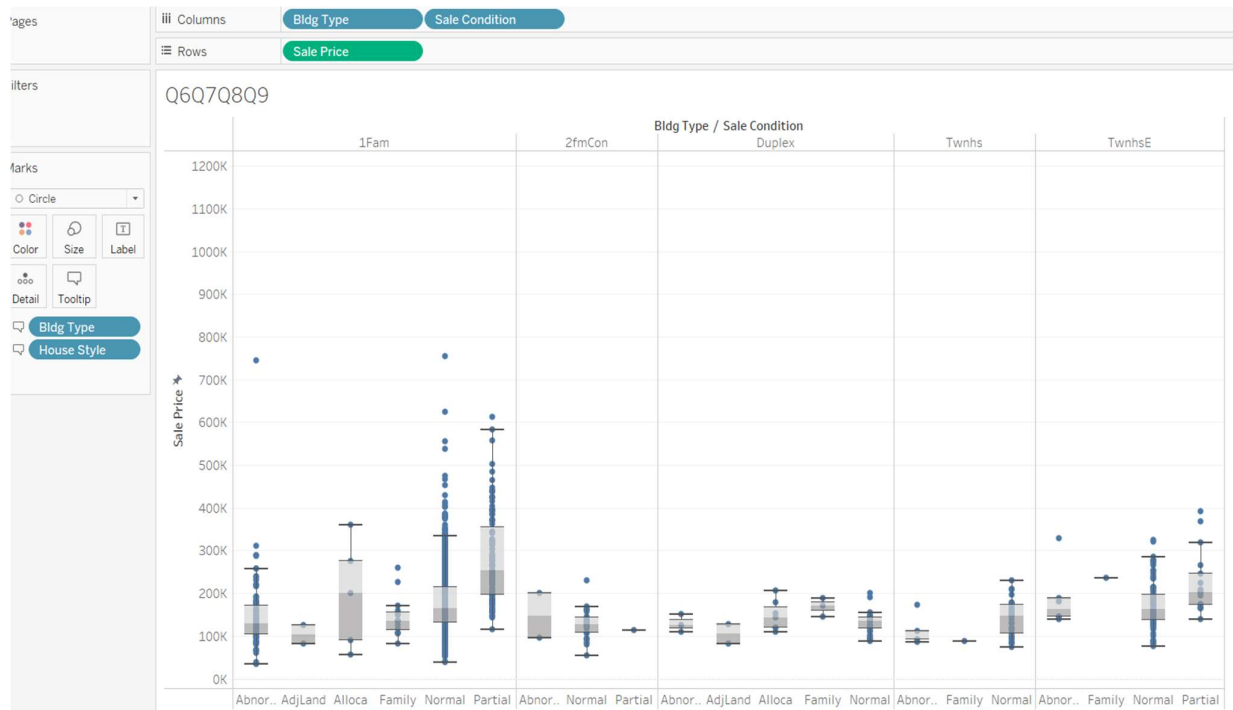 ages
Columns Bldg Type Sale Condition
Rows Sale Price
ilters
Q6Q7Q8Q9
Bldg Type / Sale Condition
1Fam 2fmCon Duplex Twnhs TwnhsE
Marks
Circle
Color Size Label
Detail Tooltip
Bldg Type
House Style
Sale Price
1200K
1100K
1000K
900K
800K
700K
600K
500K
400K
300K
200K
100K
0K
Abnor.. AdjLand Alloca Family Normal Partial Abnor.. Normal Partial Abnor.. AdjLand Alloca Family Normal Abnor.. Family Normal Abnor.. Family Normal Partial